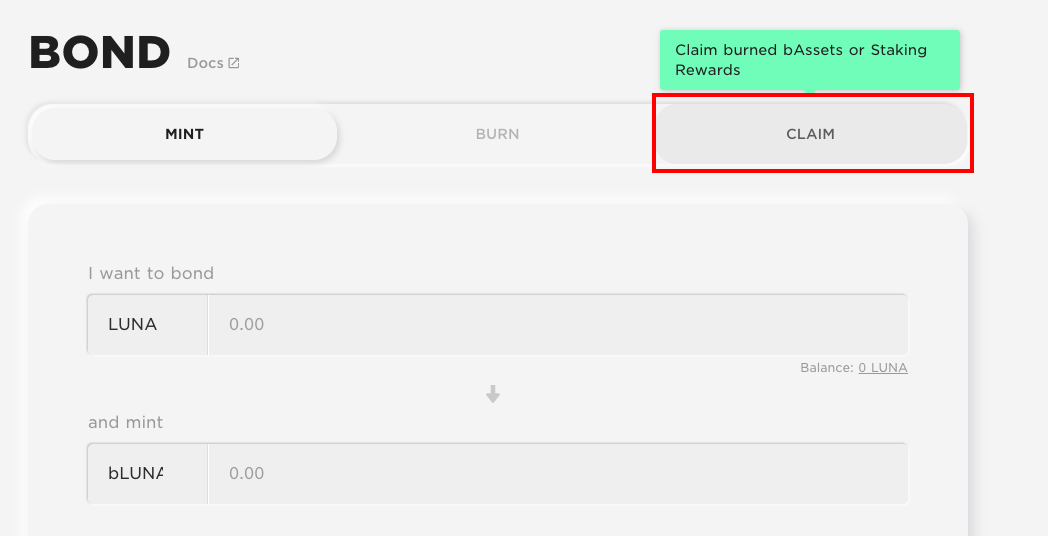 BOND
Docs
Claim burned bAssets or Staking
Rewards
MINT
BURN
CLAIM
I want to bond
LUNA
0.00
Balance: 0 LUNA
and mint
bLUNA
0.00